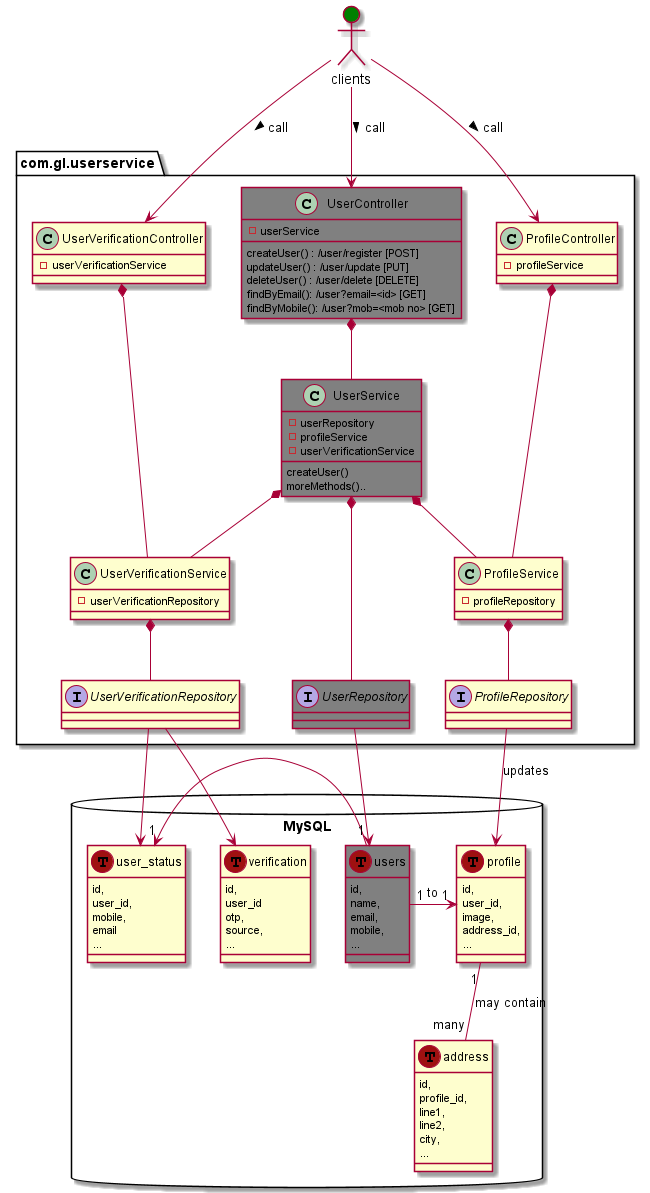 clients
call
call
call
com.gl.userservice
C UserVerificationController
userVerificationService
C UserController
userService
createUser() : /user/register [POST]
updateUser() : /user/update [PUT]
deleteUser() : /user/delete [DELETE]
findByEmail(): /user?email=<id> [GET]
findByMobile(): /user?mob=<mob no> [GET]
C ProfileController
profileService
C UserService
userRepository
profileService
userVerificationService
createUser()
moreMethods()..
C UserVerificationService
userVerificationRepository
C ProfileService
profileRepository
I UserVerificationRepository
I UserRepository
I ProfileRepository
updates
MySQL
1
1
T user_status
id,
user_id,
mobile,
email
...
T verification
id,
user_id
otp,
source,
...
T users
id,
name,
email,
mobile,
...
1 to 1
T profile
id,
user_id,
image,
address_id,
...
1
may contain
many
T address
id,
profile_id,
line1,
line2,
city,
...